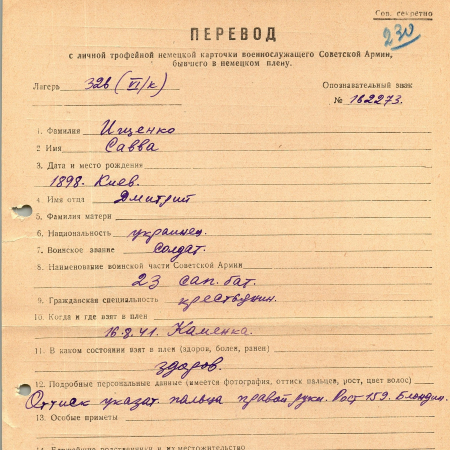 Сов. секретно
230
ПЕРЕВОД
с личной трофейной немецкой карточки военнослужащего Советской Армии,
бывшего в немецком плену.
Лагерь 326 (VI/к) Опознавательный знак
№ 162273.
1. Фамилия Ищенко
2 Имя Савва
3. Дата и место рождения
1898. Киев.
4. Имя отца Дмитрий
5. Фамилия матери
6. Национальность украинец.
7. Воинское звание солдат.
8. Наименование воинской части Советской Армии
23 сап. бат.
9. Гражданская специальность крестьянин.
10. Когда и где взят в плен
16.8.41. Каменка.
11. В каком состоянии взят в плен (здоров, болен, ранен)
здоров.
12. Подробные персональные данные (имеется фотография, оттиск пальцев, рост, цвет волос)
Оттиск указат. пальца правой руки. Рост 159. Блондин.
13. Особые приметы
14. Ближайшие родственники и их местожительство